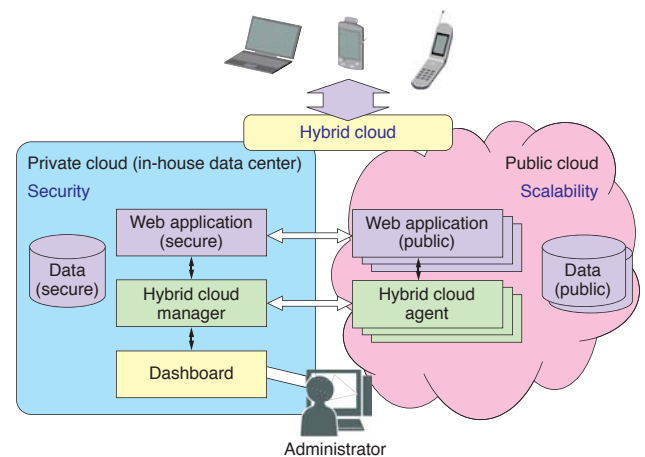 Hybrid cloud
Private cloud (in-house data center)
Security
Web application
(secure)
Data
(secure)
Hybrid cloud
manager
Dashboard
Public cloud
Scalability
Web application
(public)
Data
(public)
Hybrid cloud
agent
Administrator